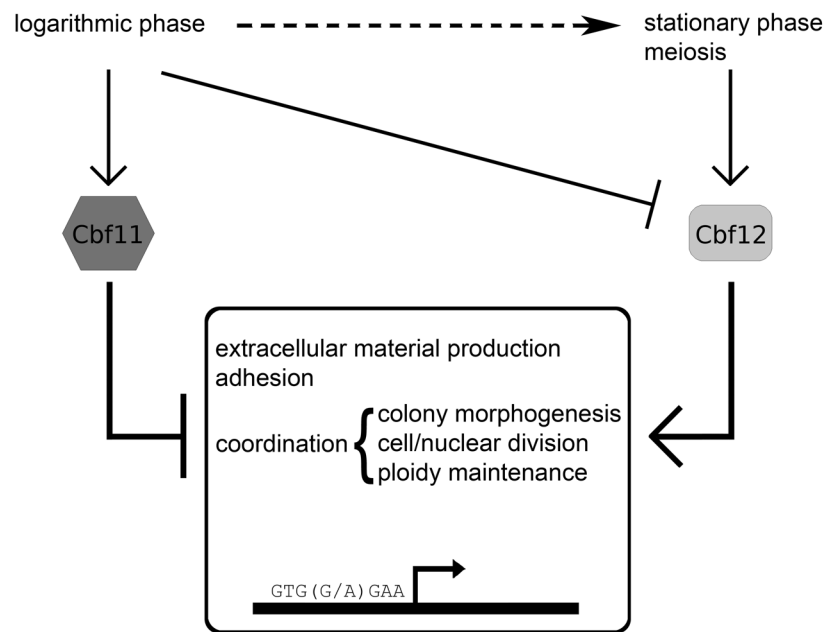 logarithmic phase
stationary phase
meiosis
Cbf11
Cbf12
extracellular material production
adhesion
coordination
colony morphogenesis
cell/nuclear division
ploidy maintenance
GTG(G/A)GAA